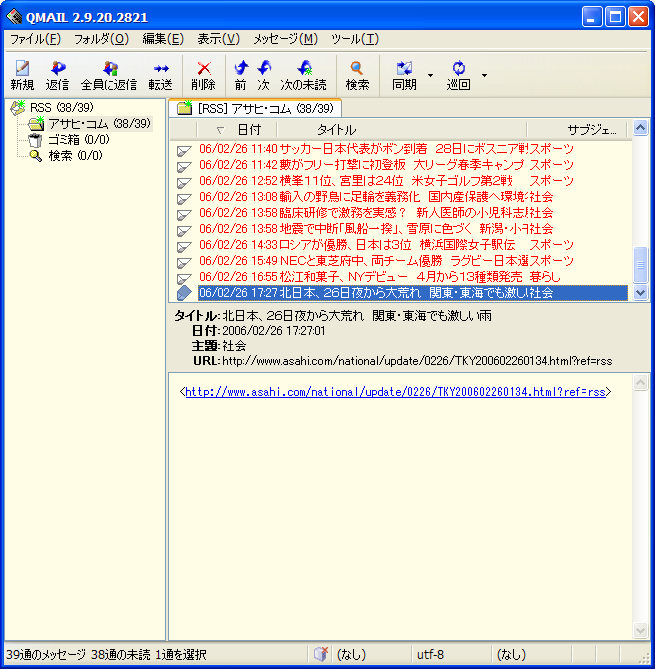 QMAIL 2.9.20.2821
ファイル(F) フォルダ(O) 編集(E) 表示(V) メッセージ(M) ツール(T)
新規 返信 全員に返信 転送 削除 前 次 次の未読 検索 同期 巡回
RSS (38/39)
アサヒ・コム (38/39)
ゴミ箱 (0/0)
検索 (0/0)
[RSS] アサヒ・コム (38/39)
日付 タイトル サブジェ...
06/02/26 11:40 サッカー日本代表がボン到着 28日にボスニア戦 スポーツ
06/02/26 11:42 藪がフリー打撃に初登板 大リーグ春季キャンプ スポーツ
06/02/26 12:52 横峯11位、宮里は24位 米女子ゴルフ第2戦 スポーツ
06/02/26 13:08 輸入の野鳥に足輪を義務化 国内産保護へ環境 社会
06/02/26 13:58 臨床研修で激務を実感? 新人医師の小児科志 社会
06/02/26 13:58 地震で中断「風船一揆」、雪原に色づく 新潟・小 社会
06/02/26 14:33 ロシアが優勝、日本は3位 横浜国際女子駅伝 スポーツ
06/02/26 15:49 NECと東芝府中、両チーム優勝 ラグビー日本選 スポーツ
06/02/26 16:55 松江和菓子、NYデビュー 4月から13種類発売 暮らし
06/02/26 17:27 北日本、26日夜から大荒れ 関東・東海でも激し 社会
タイトル: 北日本、26日夜から大荒れ 関東・東海でも激しい雨
日付: 2006/02/26 17:27:01
主題: 社会
URL: http://www.asahi.com/national/update/0226/TKY200602260134.html?ref=rss
<http://www.asahi.com/national/update/0226/TKY200602260134.html?ref=rss>
39通のメッセージ 38通の未読 1通を選択 (なし) utf-8 (なし)